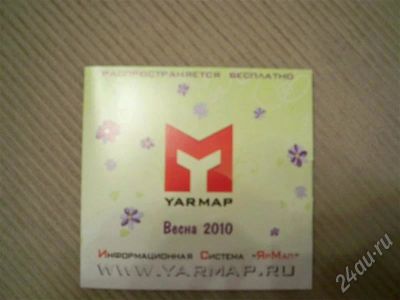 РАСПРОСТРАНЯЕТСЯ БЕСПЛАТНО
YARMAP
Весна 2010
ИНФОРМАЦИОННАЯ СИСТЕМА "ЯРМАП"
WWW.YARMAP.RU
24au.ru